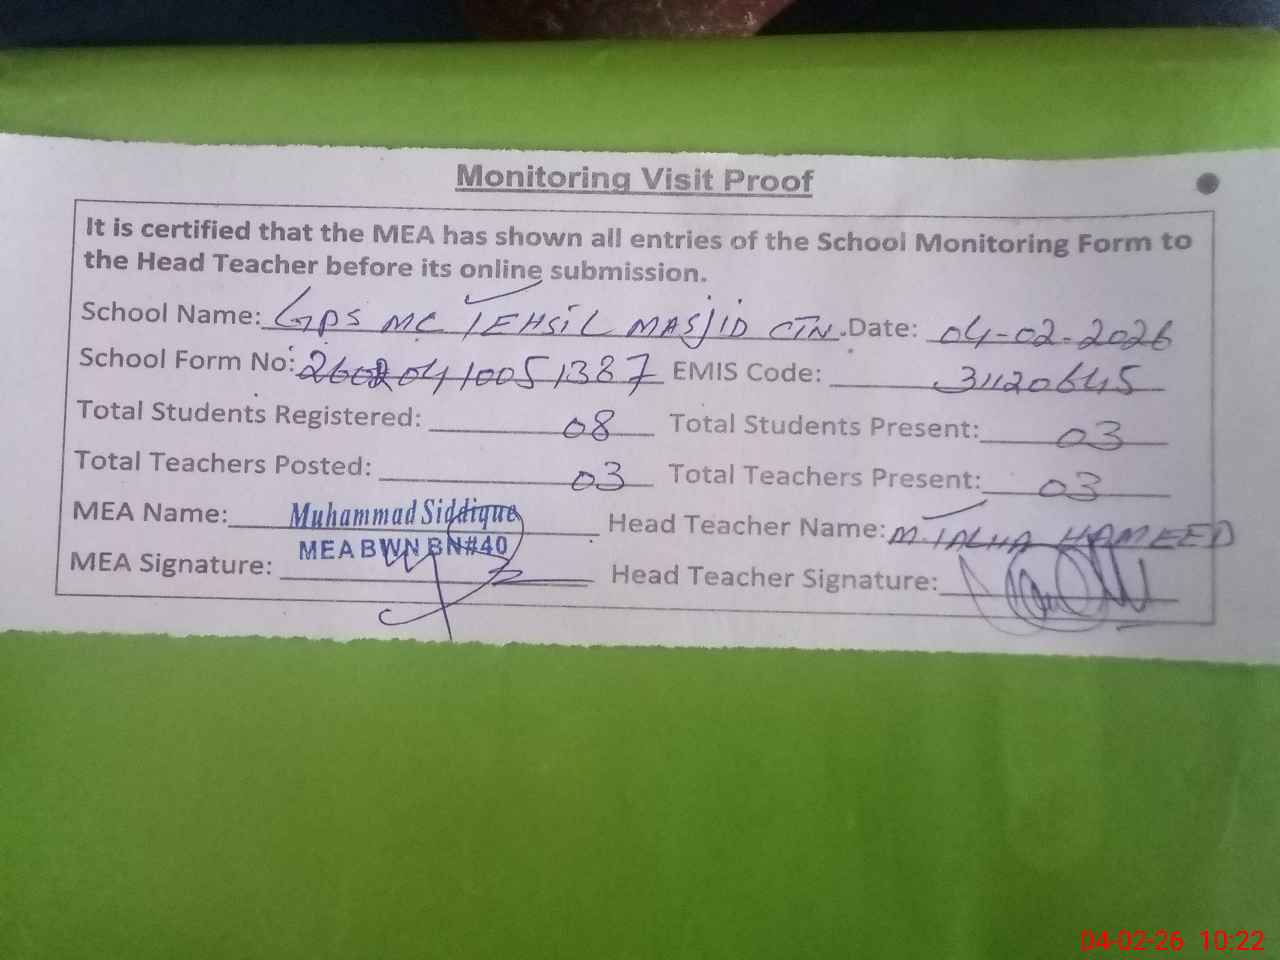 Monitoring Visit Proof
It is certified that the MEA has shown all entries of the School Monitoring Form to
the Head Teacher before its online submission.
School Name: GPS MC TEHSIL MASJID CTN. Date: 04-02-2026
School Form No: 26020410051387 EMIS Code: 31120645
Total Students Registered: 08 Total Students Present: 03
Total Teachers Posted: 03 Total Teachers Present: 03
MEA Name: Muhammad Siddique Head Teacher Name: M.TALHA HAMEED
MEA BWN BN#40
MEA Signature: Head Teacher Signature:
04-02-26 10:22